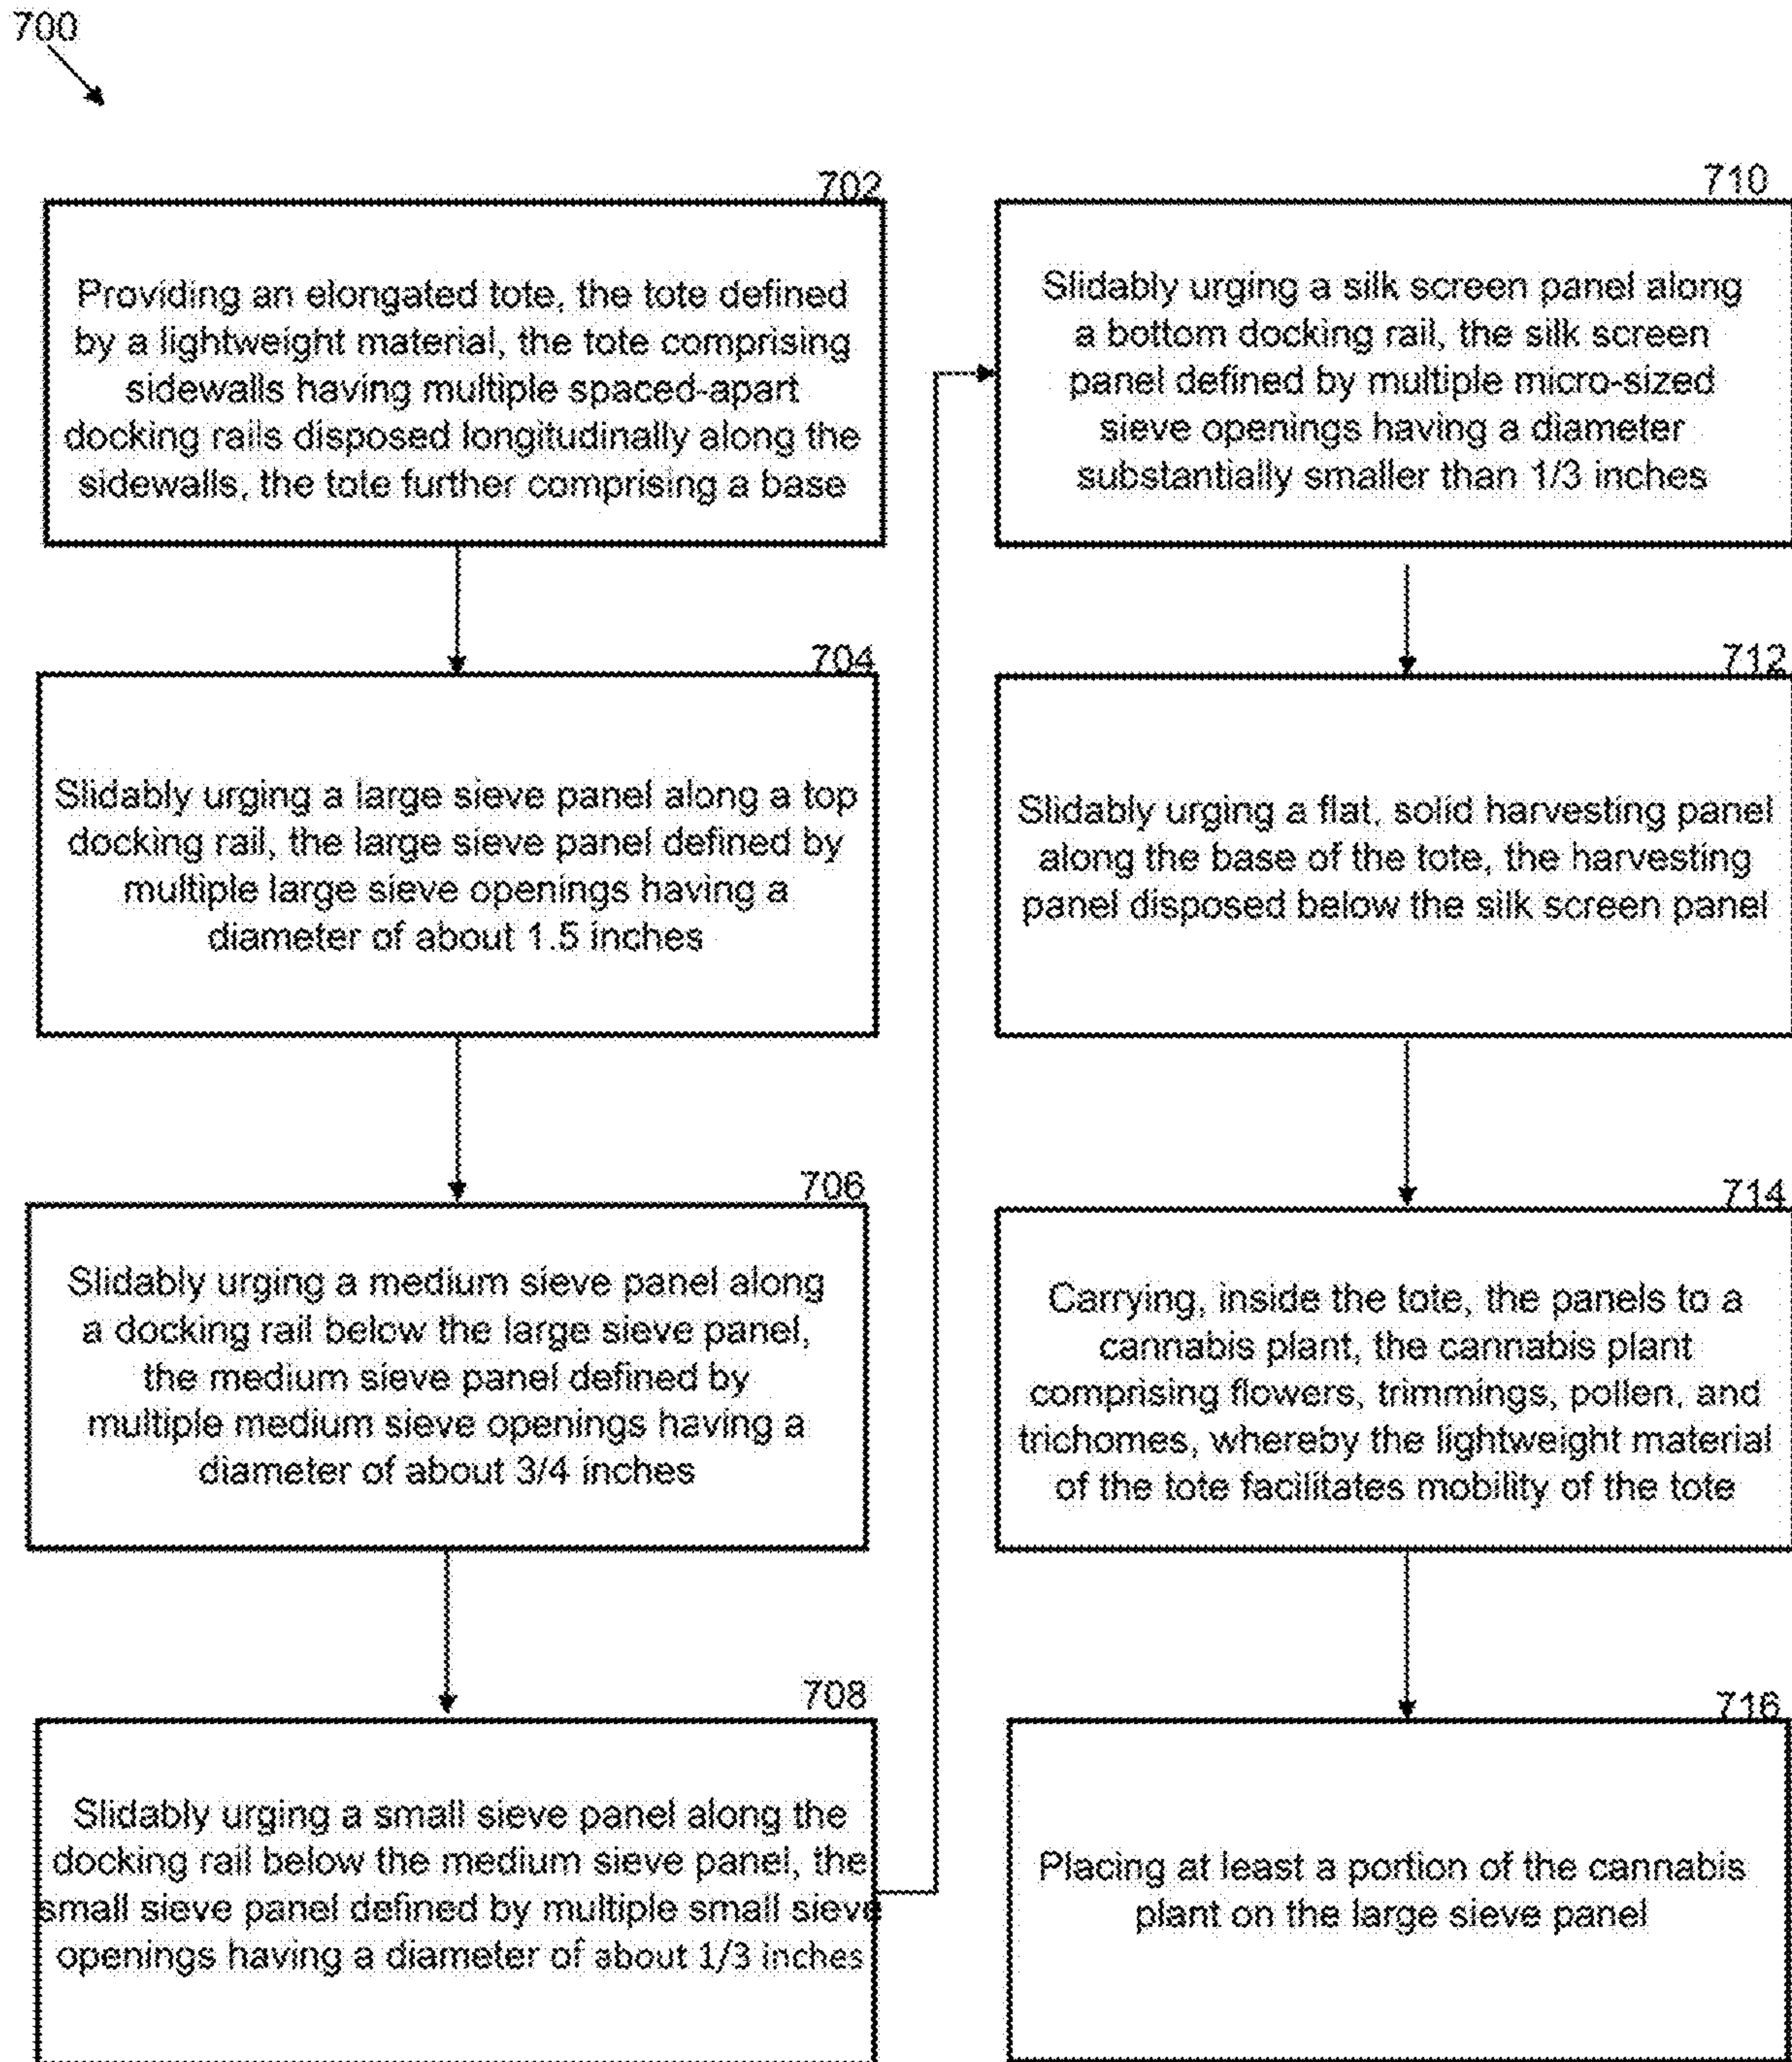 700
702
Providing an elongated tote, the tote defined
by a lightweight material, the tote comprising
sidewalls having multiple spaced-apart
docking rails disposed longitudinally along the
sidewalls, the tote further comprising a base
704
Slidably urging a large sieve panel along a top
docking rail, the large sieve panel defined by
multiple large sieve openings having a
diameter of about 1.5 inches
706
Slidably urging a medium sieve panel along
a docking rail below the large sieve panel,
the medium sieve panel defined by
multiple medium sieve openings having a
diameter of about 3/4 inches
708
Slidably urging a small sieve panel along the
docking rail below the medium sieve panel, the
small sieve panel defined by multiple small sieve
openings having a diameter of about 1/3 inches
710
Slidably urging a silk screen panel along
a bottom docking rail, the silk screen
panel defined by multiple micro-sized
sieve openings having a diameter
substantially smaller than 1/3 inches
712
Slidably urging a flat, solid harvesting panel
along the base of the tote, the harvesting
panel disposed below the silk screen panel
714
Carrying, inside the tote, the panels to a
cannabis plant, the cannabis plant
comprising flowers, trimmings, pollen, and
trichomes, whereby the lightweight material
of the tote facilitates mobility of the tote
716
Placing at least a portion of the cannabis
plant on the large sieve panel